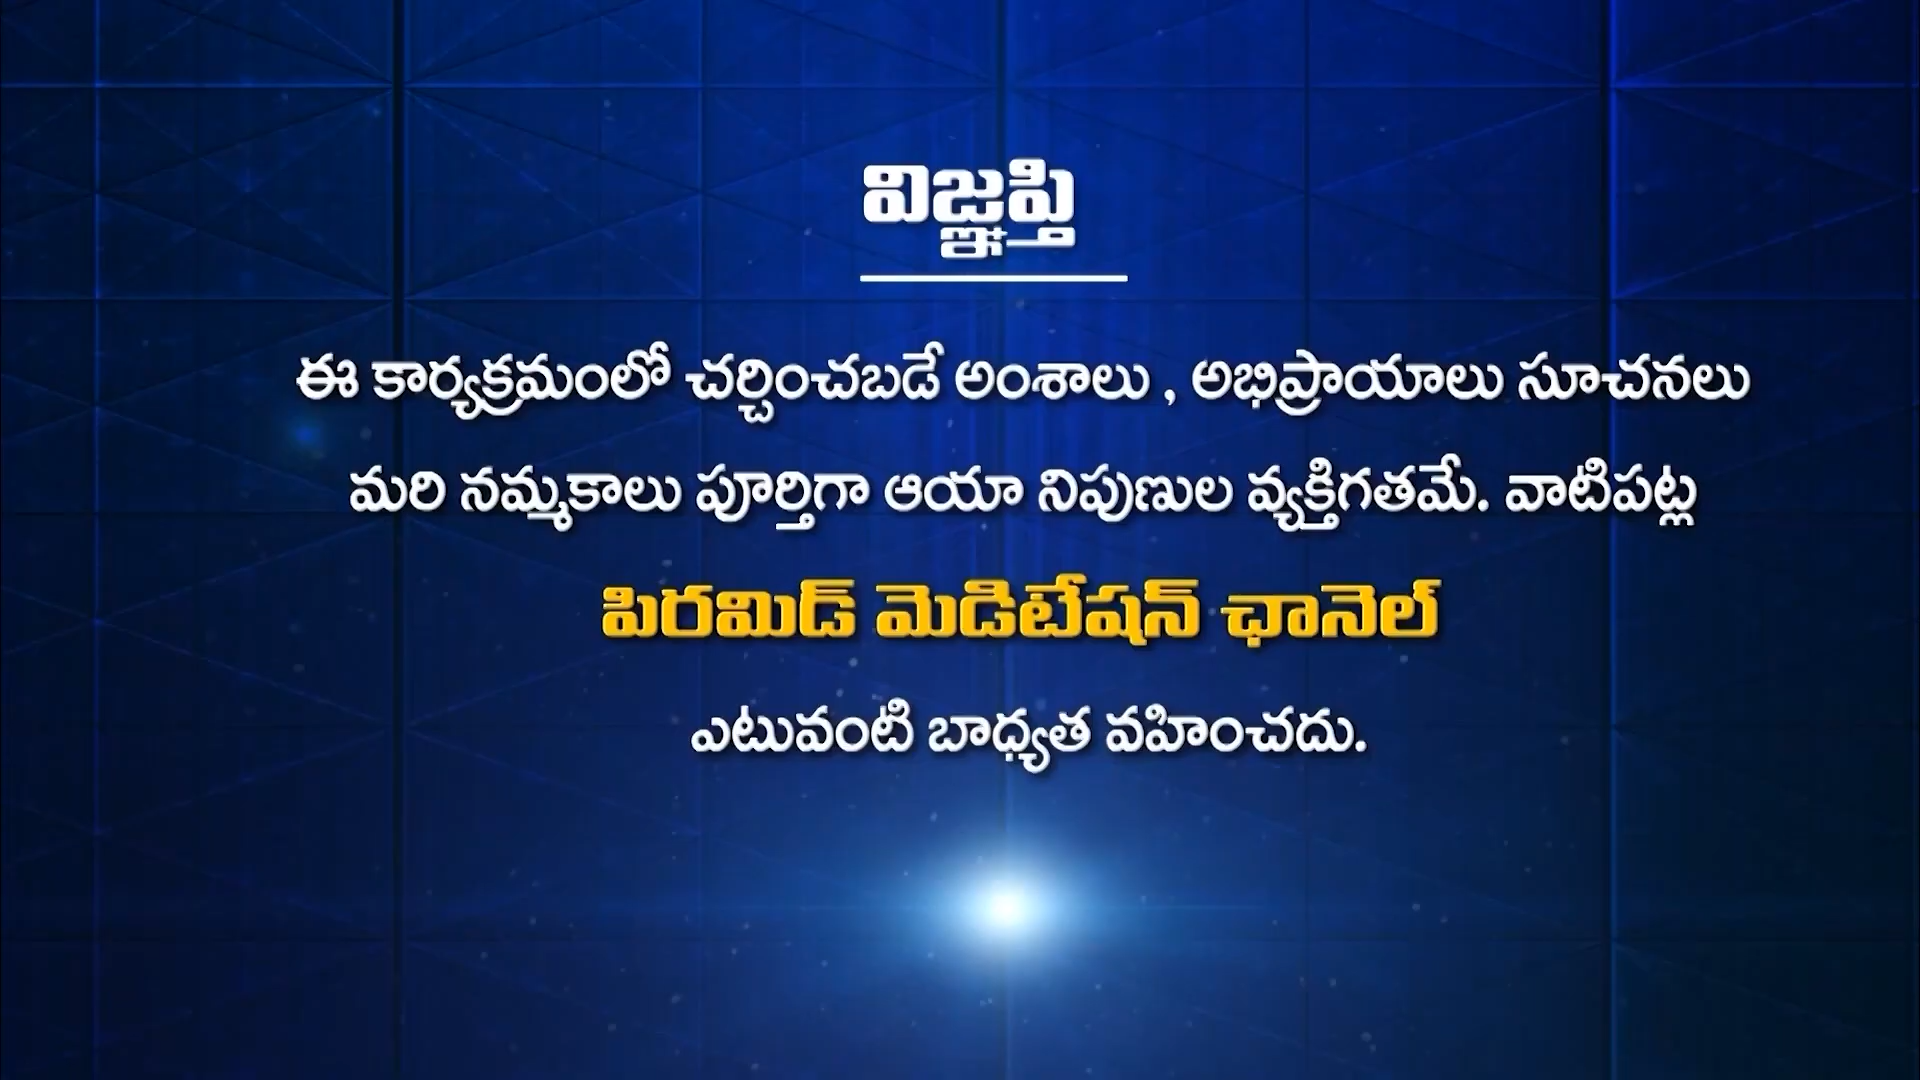 విజ్ఞప్తి
ఈ కార్యక్రమంలో చర్చించబడే అంశాలు , అభిప్రాయాలు సూచనలు
మరి నమ్మకాలు పూర్తిగా ఆయా నిపుణుల వ్యక్తిగతమే. వాటిపట్ల
పిరమిడ్ మెడిటేషన్ ఛానెల్
ఎటువంటి బాధ్యత వహించదు.